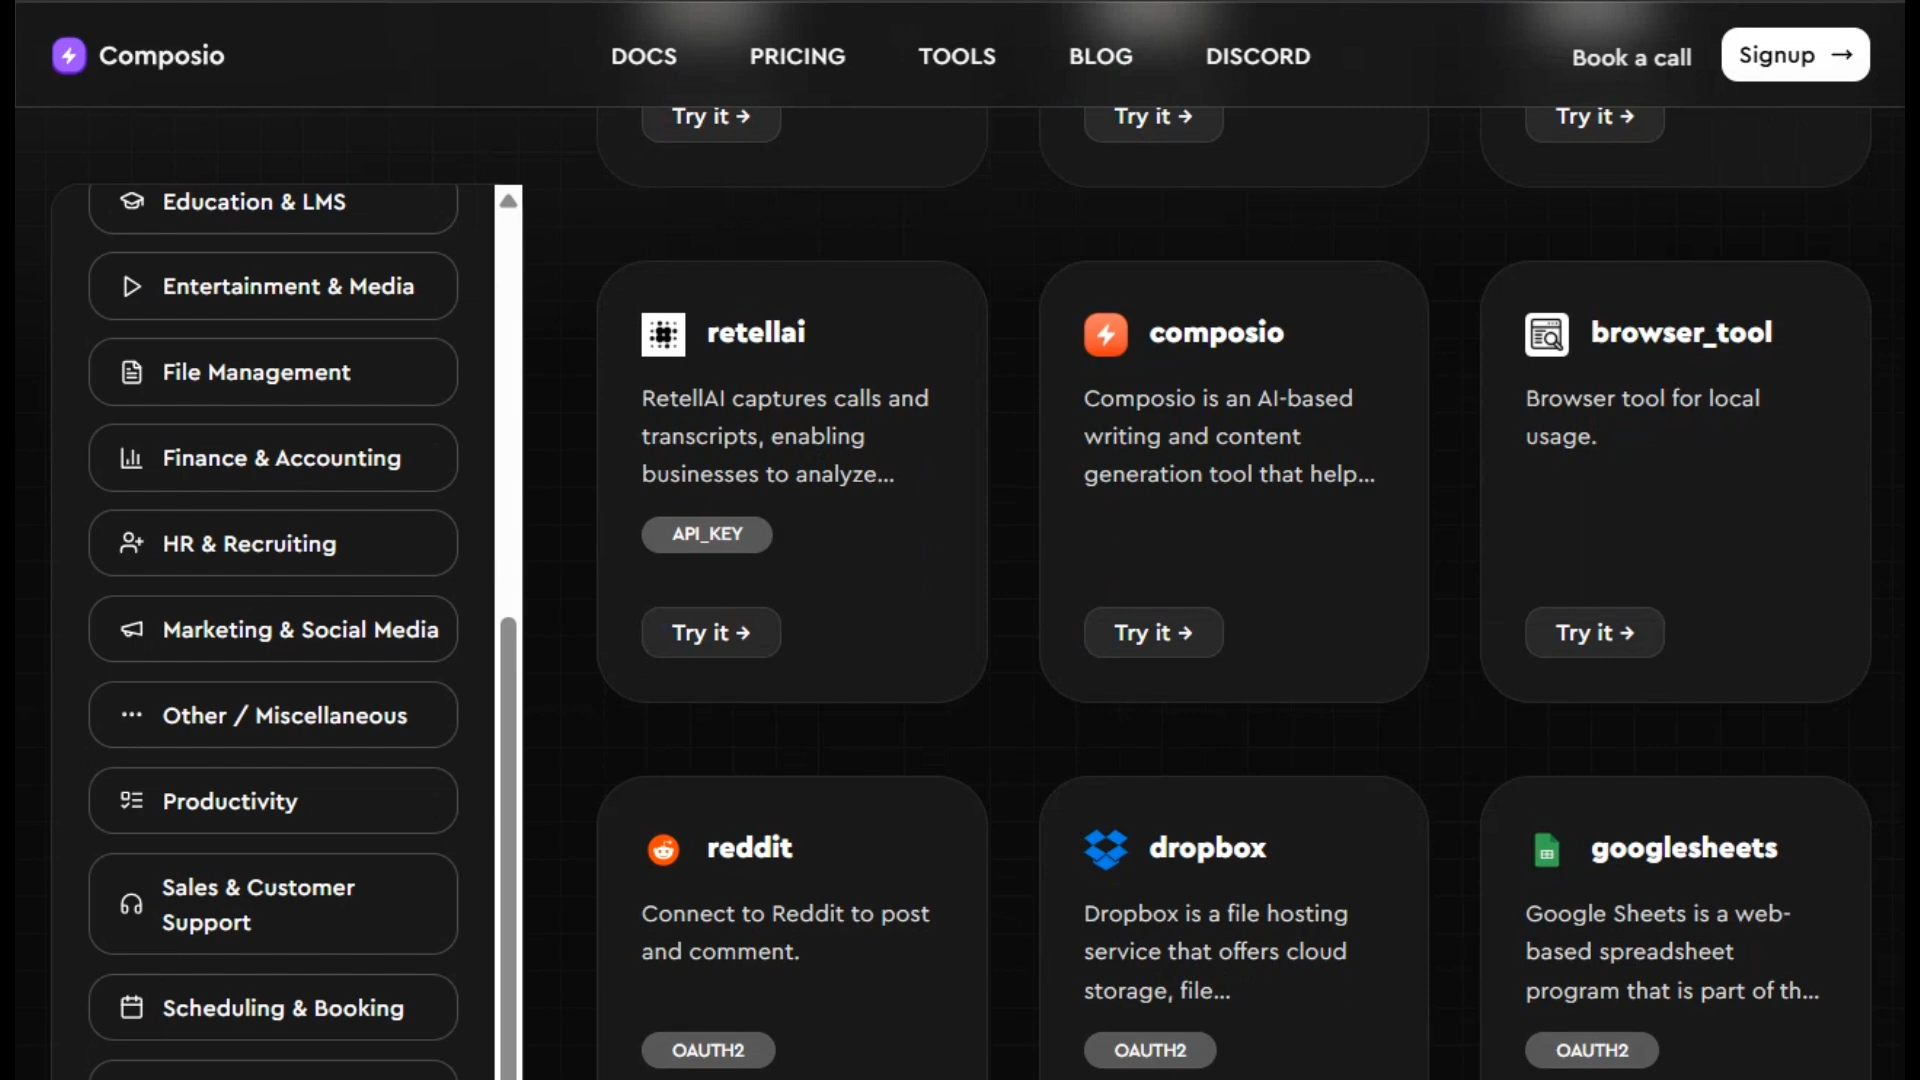 Composio
DOCS
PRICING
TOOLS
BLOG
DISCORD
Book a call
Signup →
Try it →
Try it →
Try it →
Education & LMS
Entertainment & Media
File Management
Finance & Accounting
HR & Recruiting
Marketing & Social Media
Other / Miscellaneous
Productivity
Sales & Customer
Support
Scheduling & Booking
retellai
RetellAI captures calls and
transcripts, enabling
businesses to analyze...
API_KEY
Try it →
composio
Composio is an AI-based
writing and content
generation tool that help...
Try it →
browser_tool
Browser tool for local
usage.
Try it →
reddit
Connect to Reddit to post
and comment.
OAUTH2
dropbox
Dropbox is a file hosting
service that offers cloud
storage, file...
OAUTH2
googlesheets
Google Sheets is a web-
based spreadsheet
program that is part of th...
OAUTH2